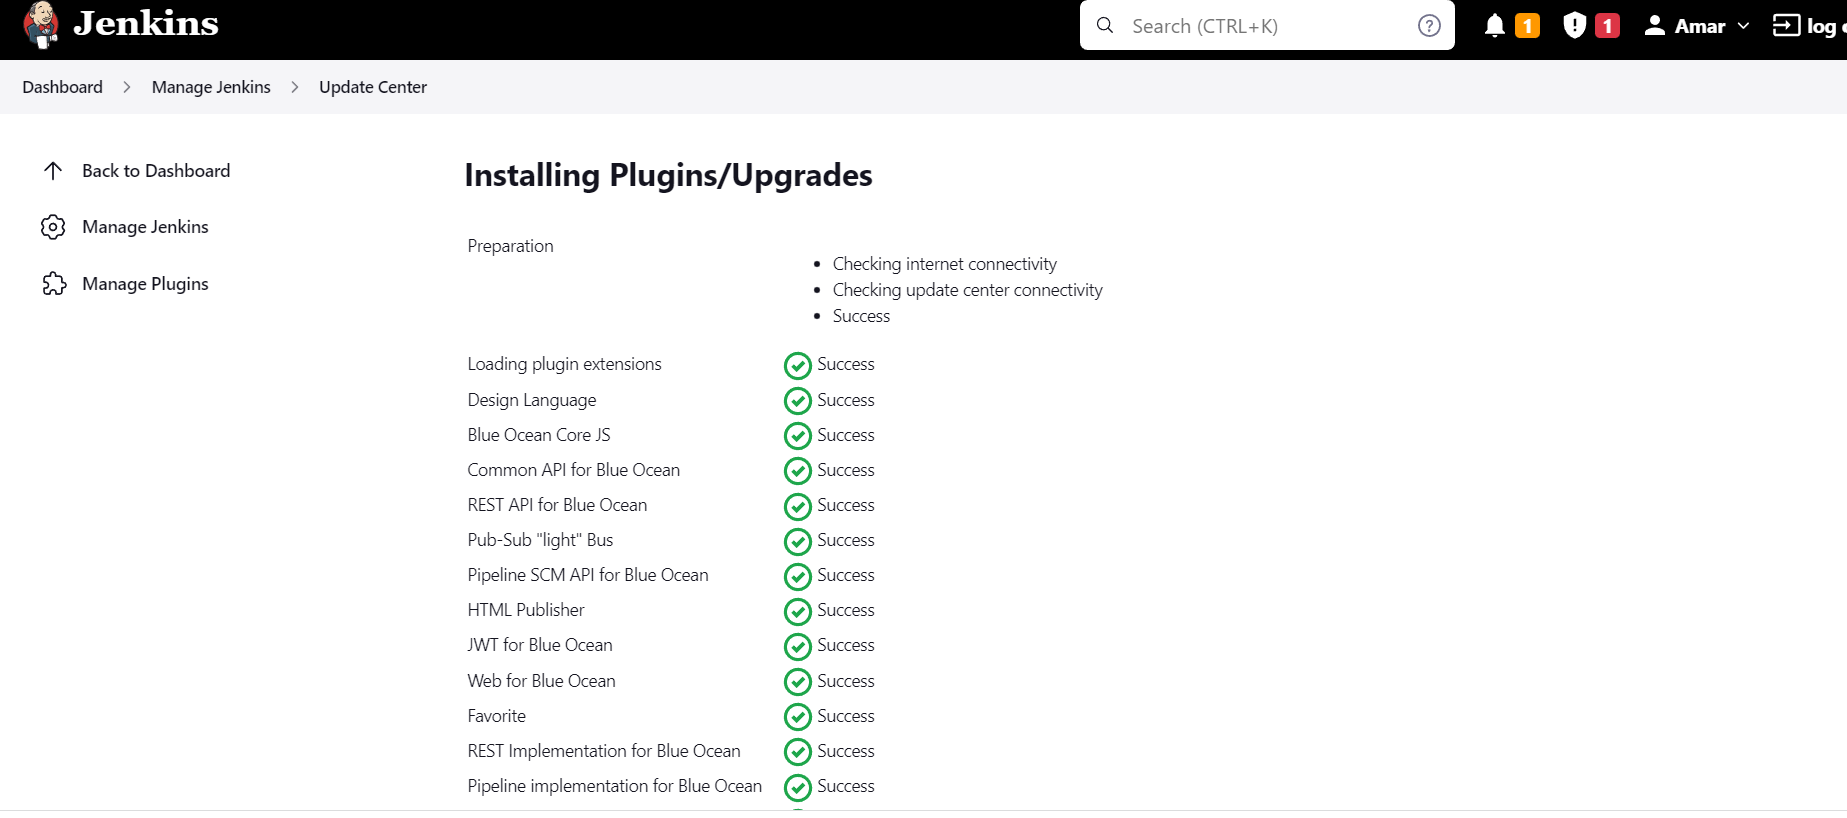 Jenkins
Search (CTRL+K)
1
1
Amar
log
Dashboard > Manage Jenkins > Update Center
Back to Dashboard
Manage Jenkins
Manage Plugins
Installing Plugins/Upgrades
Preparation
• Checking internet connectivity
• Checking update center connectivity
• Success
Loading plugin extensions Success
Design Language Success
Blue Ocean Core JS Success
Common API for Blue Ocean Success
REST API for Blue Ocean Success
Pub-Sub "light" Bus Success
Pipeline SCM API for Blue Ocean Success
HTML Publisher Success
JWT for Blue Ocean Success
Web for Blue Ocean Success
Favorite Success
REST Implementation for Blue Ocean Success
Pipeline implementation for Blue Ocean Success